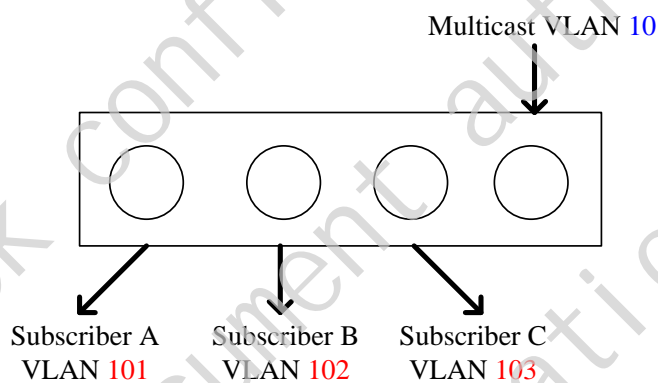 Multicast VLAN 10
Subscriber A
VLAN 101
Subscriber B
VLAN 102
Subscriber C
VLAN 103